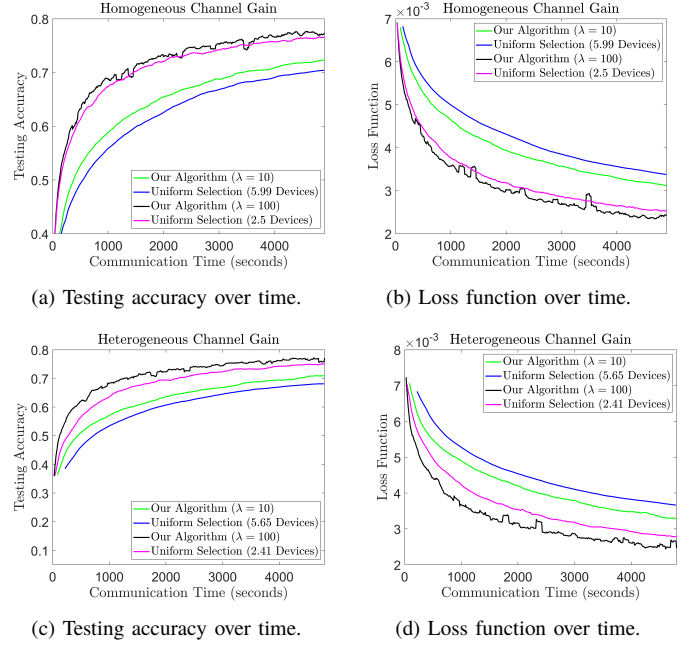 Homogeneous Channel Gain
0.8
0.7
0.6
0.5
0.4
Testing Accuracy
Our Algorithm (λ = 10)
Uniform Selection (5.99 Devices)
Our Algorithm (λ = 100)
Uniform Selection (2.5 Devices)
0 1000 2000 3000 4000
Communication Time (seconds)
(a) Testing accuracy over time.
Homogeneous Channel Gain
×10⁻³
7
6
5
4
3
2
Loss Function
Our Algorithm (λ = 10)
Uniform Selection (5.99 Devices)
Our Algorithm (λ = 100)
Uniform Selection (2.5 Devices)
0 1000 2000 3000 4000
Communication Time (seconds)
(b) Loss function over time.
Heterogeneous Channel Gain
0.8
0.7
0.6
0.5
0.4
0.3
0.2
0.1
Testing Accuracy
Our Algorithm (λ = 10)
Uniform Selection (5.65 Devices)
Our Algorithm (λ = 100)
Uniform Selection (2.41 Devices)
0 1000 2000 3000 4000
Communication Time (seconds)
(c) Testing accuracy over time.
Heterogeneous Channel Gain
×10⁻³
8
7
6
5
4
3
2
Loss Function
Our Algorithm (λ = 10)
Uniform Selection (5.65 Devices)
Our Algorithm (λ = 100)
Uniform Selection (2.41 Devices)
0 1000 2000 3000 4000
Communication Time (seconds)
(d) Loss function over time.